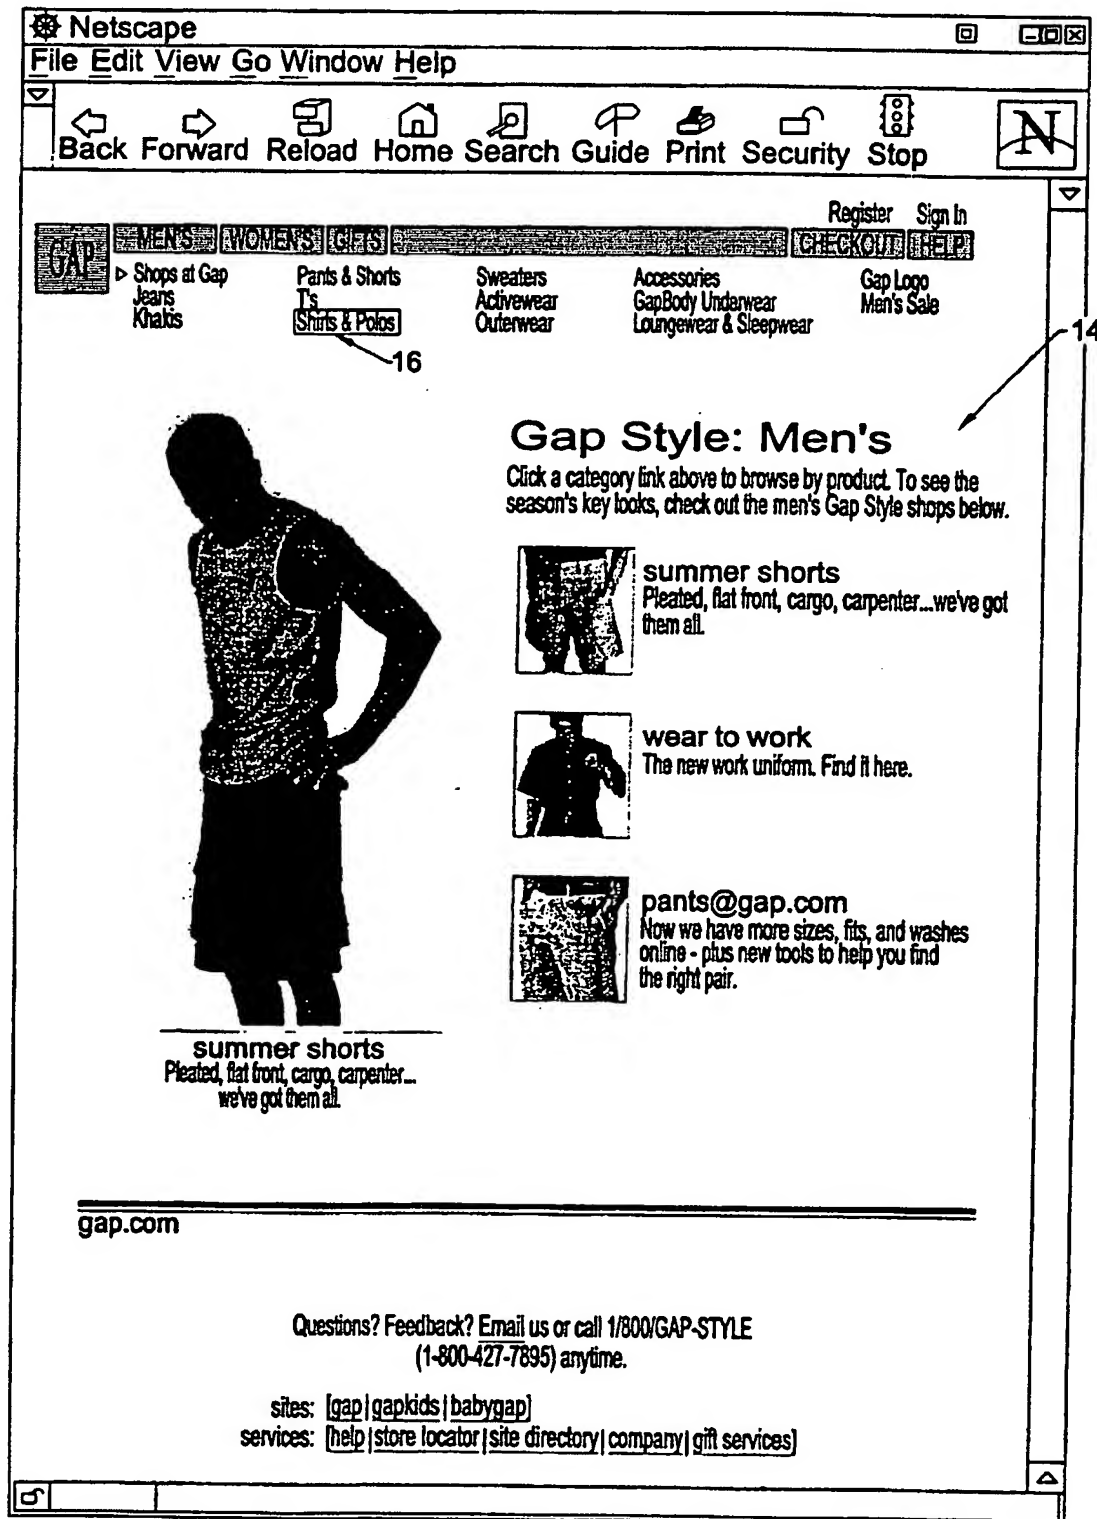 Netscape
File Edit View Go Window Help
Back Forward Reload Home Search Guide Print Security Stop
N
Register Sign In
GAP MEN'S WOMEN'S GIFTS CHECKOUT HELP
Shops at Gap Pants & Shorts Sweaters Accessories Gap Logo
Jeans T's Activewear GapBody Underwear Men's Sale
Khakis Shirts & Polos Outerwear Loungewear & Sleepwear
16
14
Gap Style: Men's
Click a category link above to browse by product. To see the
season's key looks, check out the men's Gap Style shops below.
summer shorts
Pleated, flat front, cargo, carpenter...we've got
them all.
wear to work
The new work uniform. Find it here.
pants@gap.com
Now we have more sizes, fits, and washes
online - plus new tools to help you find
the right pair.
summer shorts
Pleated, flat front, cargo, carpenter...
we've got them all.
gap.com
Questions? Feedback? Email us or call 1/800/GAP-STYLE
(1-800-427-7895) anytime.
sites: [gap|gapkids|babygap]
services: [help|store locator|site directory|company|gift services]